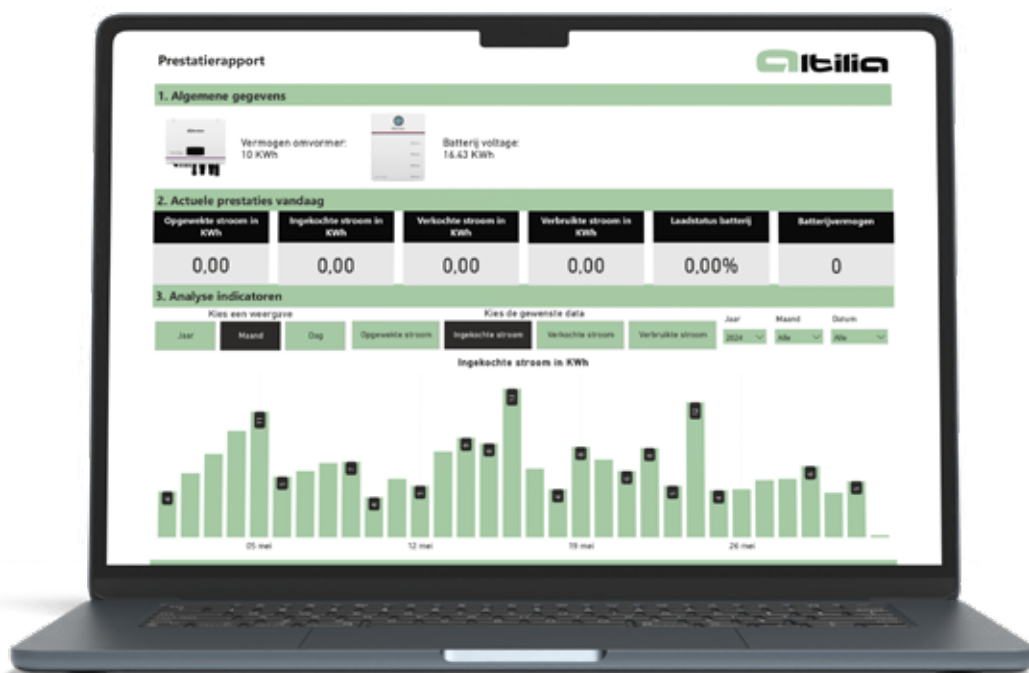 Prestatierapport
altilia
1. Algemene gegevens
Vermogen omvormer:
10 KWh
Batterij voltage:
16.43 KWh
2. Actuele prestaties vandaag
Opgewekte stroom in
KWh
Ingekochte stroom in
KWh
Verkochte stroom in
KWh
Verbruikte stroom in
KWh
Laadstatus batterij
Batterijvermogen
0,00
0,00
0,00
0,00
0,00%
0
3. Analyse indicatoren
Kies een weergave
Kies de gewenste data
Jaar
Maand
Datum
Jaar
Maand
Dag
Opgewekte stroom
Ingekochte stroom
Verkochte stroom
Verbruikte stroom
2024
Alle
Alle
Ingekochte stroom in KWh
05 mei
12 mei
19 mei
26 mei